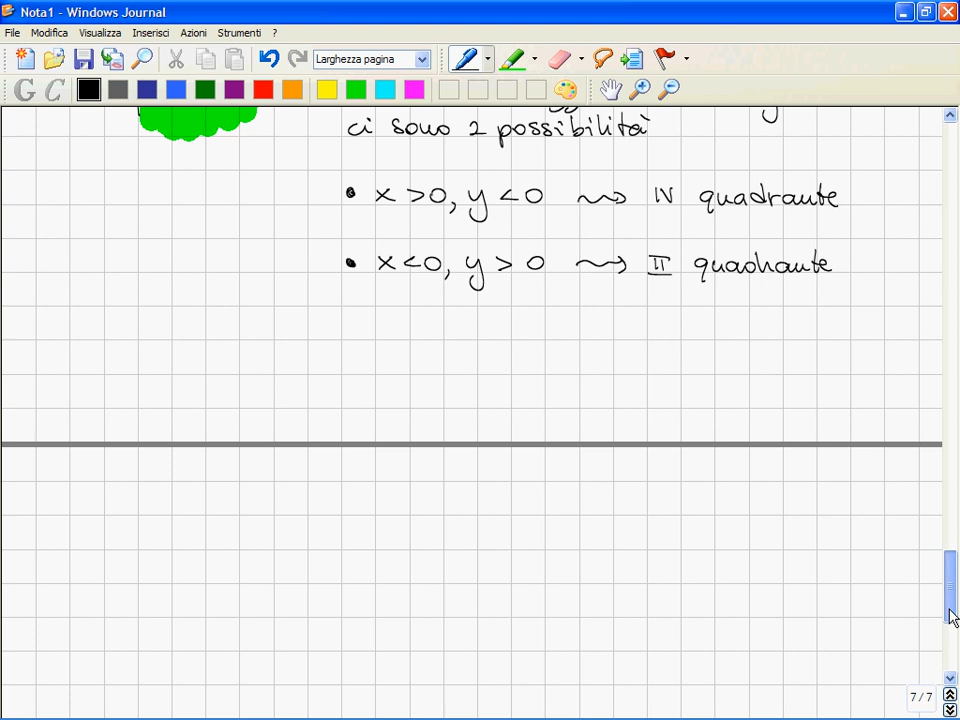 Nota1 - Windows Journal
File Modifica Visualizza Inserisci Azioni Strumenti ?
Larghezza pagina
G C
ci sono 2 possibilità
• x >0, y <0 ⇝ IV quadrante
• x <0, y > 0 ⇝ II quadrante
7 / 7